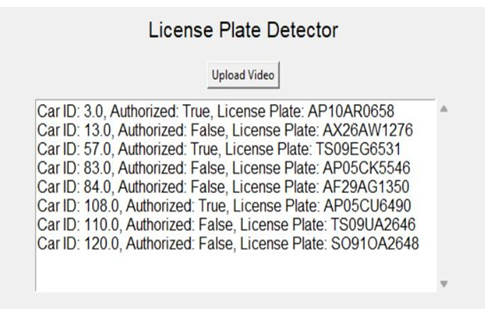 License Plate Detector
Upload Video
Car ID: 3.0, Authorized: True, License Plate: AP10AR0658
Car ID: 13.0, Authorized: False, License Plate: AX26AW1276
Car ID: 57.0, Authorized: True, License Plate: TS09EG6531
Car ID: 83.0, Authorized: False, License Plate: AP05CK5546
Car ID: 84.0, Authorized: False, License Plate: AF29AG1350
Car ID: 108.0, Authorized: True, License Plate: AP05CU6490
Car ID: 110.0, Authorized: False, License Plate: TS09UA2646
Car ID: 120.0, Authorized: False, License Plate: SO91OA2648